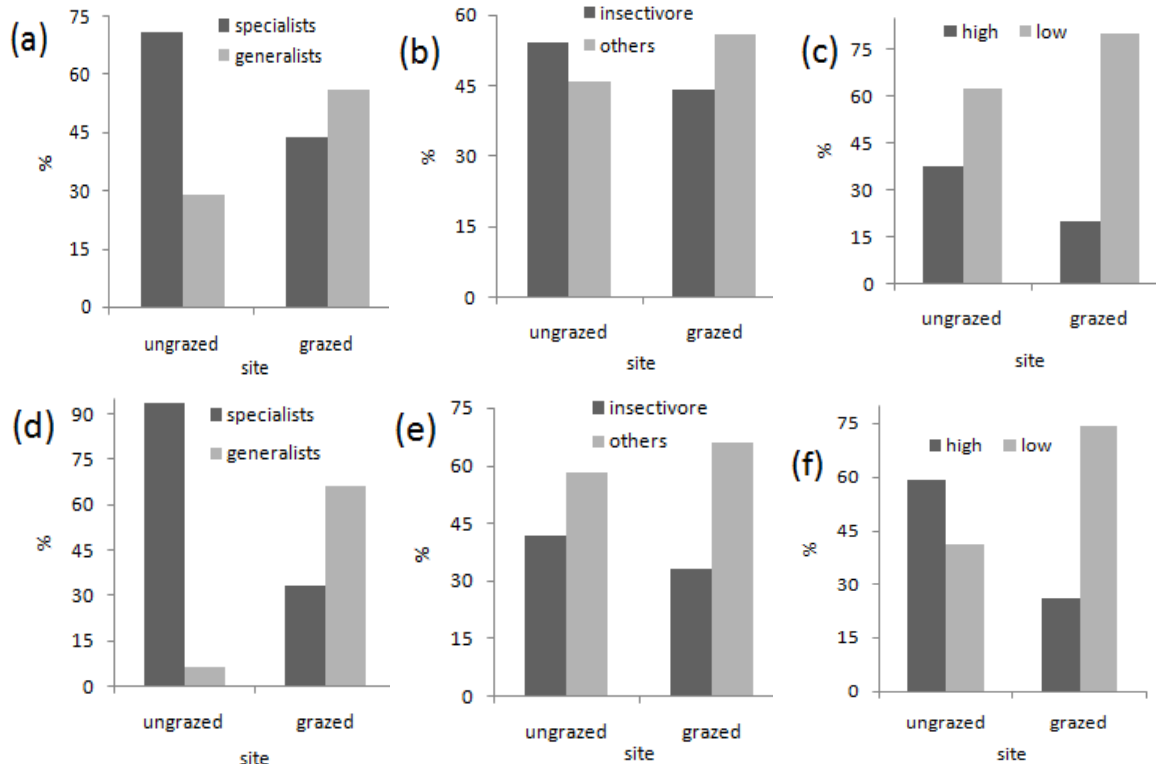 (a)
75
60
45
30
15
0
%
specialists
generalists
ungrazed grazed
site
(b)
60
45
30
15
0
%
insectivore
others
ungrazed grazed
site
(c)
75
60
45
30
15
0
%
high low
ungrazed grazed
site
(d)
90
75
60
45
30
15
0
%
specialists
generalists
ungrazed grazed
site
(e)
75
60
45
30
15
0
%
insectivore
others
ungrazed grazed
site
(f)
75
60
45
30
15
0
%
high low
ungrazed grazed
site